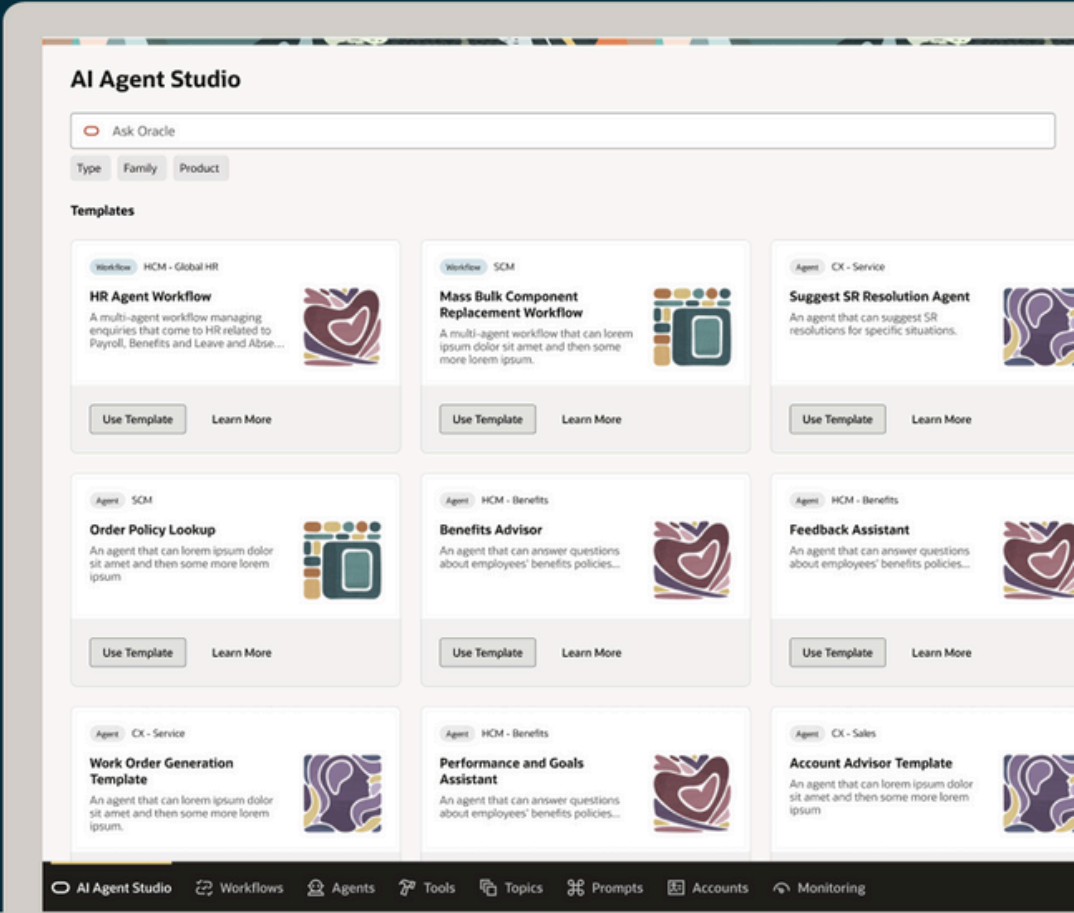 AI Agent Studio
Ask Oracle
Type Family Product
Templates
Workflow HCM - Global HR
HR Agent Workflow
A multi-agent workflow managing
enquiries that come to HR related to
Payroll, Benefits and Leave and Abse...
Use Template Learn More
Workflow SCM
Mass Bulk Component
Replacement Workflow
A multi-agent workflow that can lorem
ipsum dolor sit amet and then some
more lorem ipsum.
Use Template Learn More
Agent CX - Service
Suggest SR Resolution Agent
An agent that can suggest SR
resolutions for specific situations.
Use Template Learn More
Agent SCM
Order Policy Lookup
An agent that can lorem ipsum dolor
sit amet and then some more lorem
ipsum
Use Template Learn More
Agent HCM - Benefits
Benefits Advisor
An agent that can answer questions
about employees' benefits policies...
Use Template Learn More
Agent HCM - Benefits
Feedback Assistant
An agent that can answer questions
about employees' benefits policies...
Use Template Learn More
Agent CX - Service
Work Order Generation
Template
An agent that can lorem ipsum dolor
sit amet and then some more lorem
ipsum.
Agent HCM - Benefits
Performance and Goals
Assistant
An agent that can answer questions
about employees' benefits policies...
Agent CX - Sales
Account Advisor Template
An agent that can lorem ipsum dolor
sit amet and then some more lorem
ipsum
AI Agent Studio Workflows Agents Tools Topics Prompts Accounts Monitoring